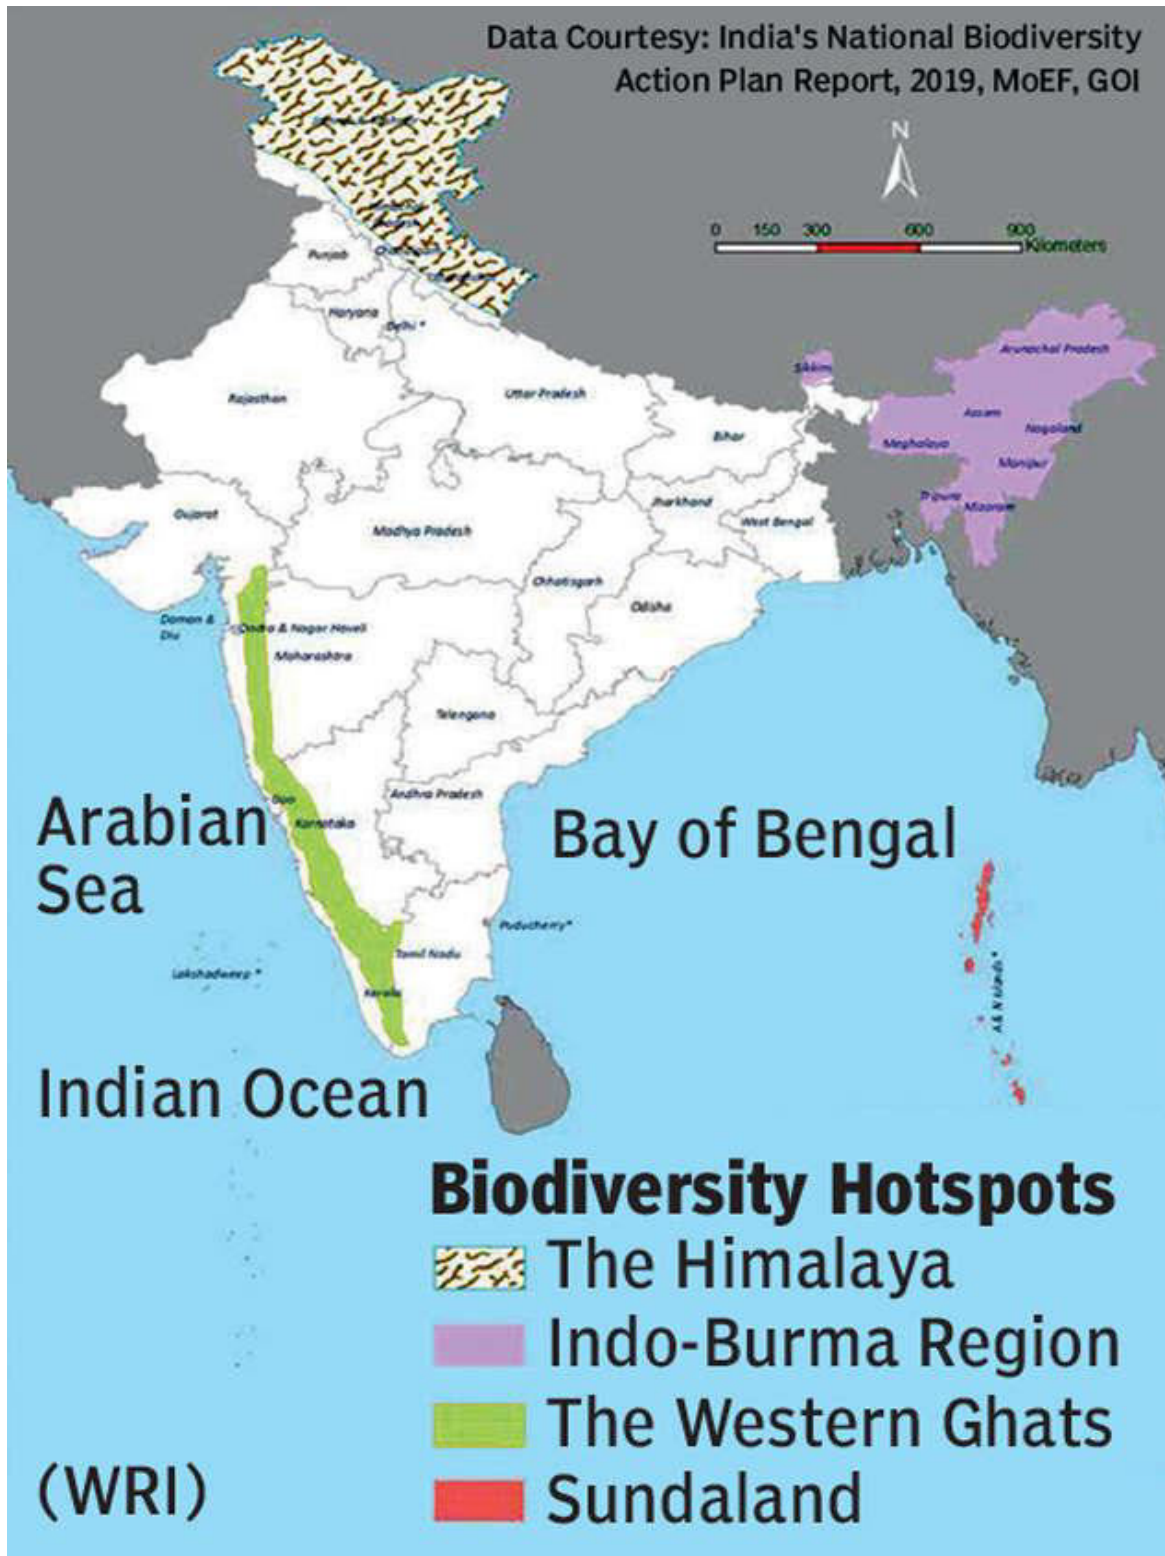 Data Courtesy: India's National Biodiversity
Action Plan Report, 2019, MoEF, GOI
N
0 150 300 600 900
Kilometers
Punjab
Haryana
Delhi *
Rajasthan
Uttar Pradesh
Sikkim
Arunachal Pradesh
Assam
Nagaland
Meghalaya
Manipur
Tripura
Mizoram
Bihar
Jharkhand
West Bengal
Gujarat
Madhya Pradesh
Chhatisgarh
Odisha
Daman &
Diu
Dadra & Nagar Haveli
Maharashtra
Telengana
Andhra Pradesh
Goa
Karnataka
Arabian
Sea
Bay of Bengal
Puducherry*
Tamil Nadu
Lakshadweep *
Kerala
A & N Islands*
Indian Ocean
Biodiversity Hotspots
The Himalaya
Indo-Burma Region
The Western Ghats
Sundaland
(WRI)